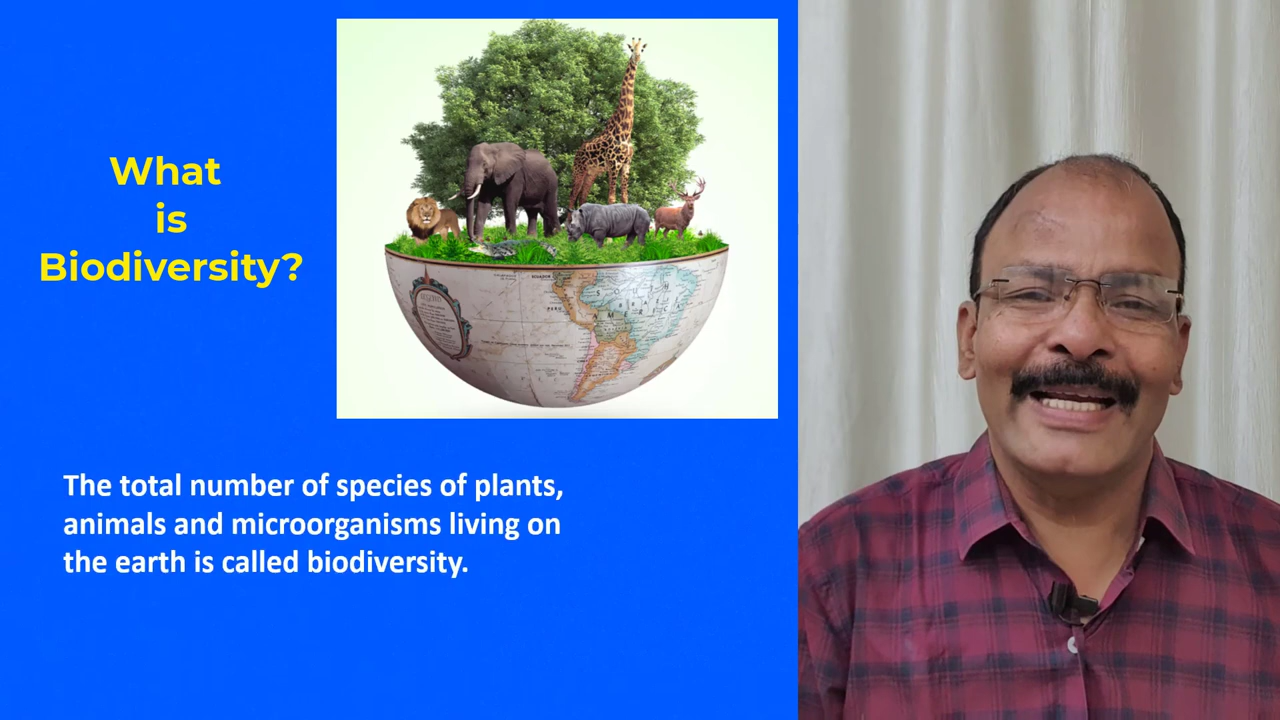 What
is
Biodiversity?
The total number of species of plants,
animals and microorganisms living on
the earth is called biodiversity.